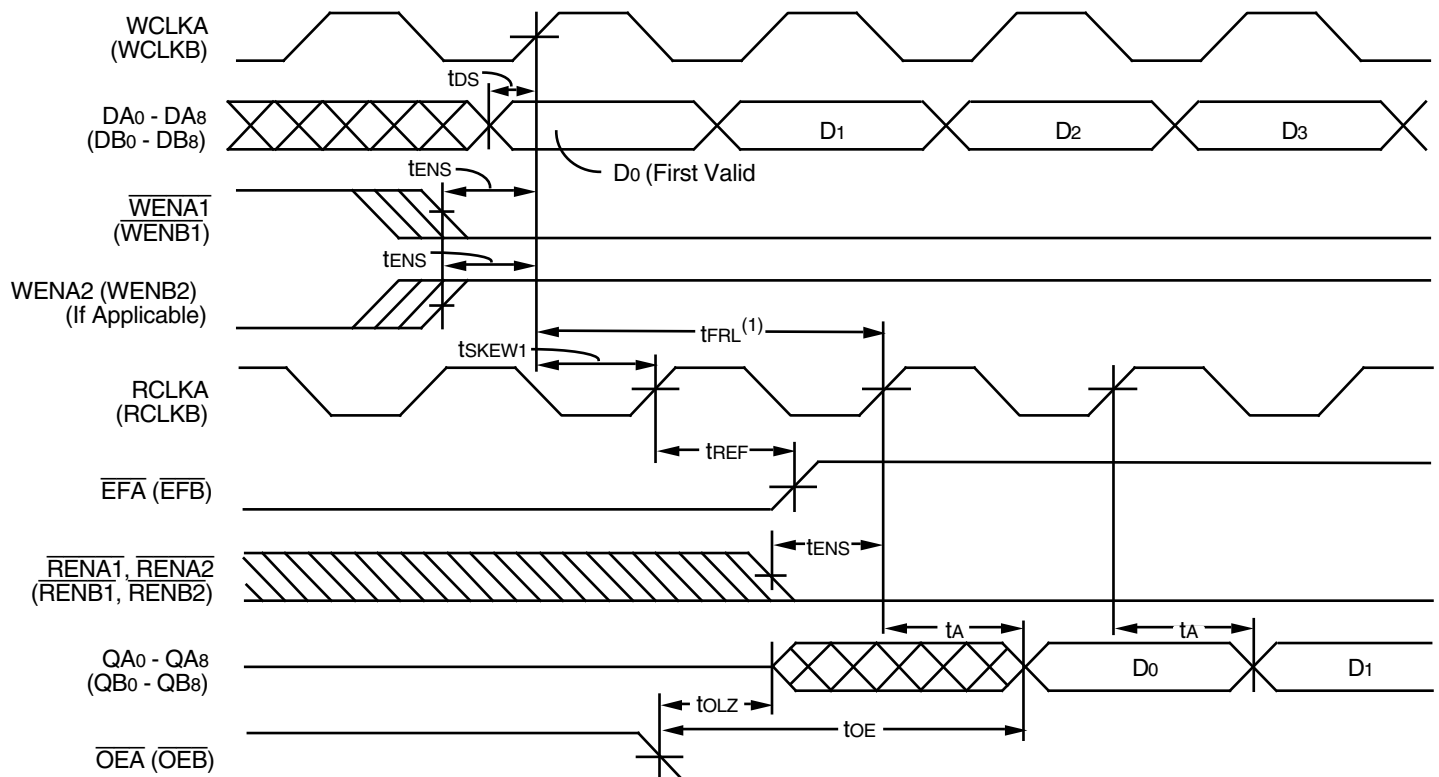 WCLKA
(WCLKB)
tDS
DA0 - DA8
(DB0 - DB8)
D1
D2
D3
D0 (First Valid
tENS
WENA1
(WENB1)
tENS
WENA2 (WENB2)
(If Applicable)
tFRL(1)
tSKEW1
RCLKA
(RCLKB)
tREF
EFA (EFB)
tENS
RENA1, RENA2
(RENB1, RENB2)
tA
tA
QA0 - QA8
(QB0 - QB8)
D0
D1
tOLZ
tOE
OEA (OEB)